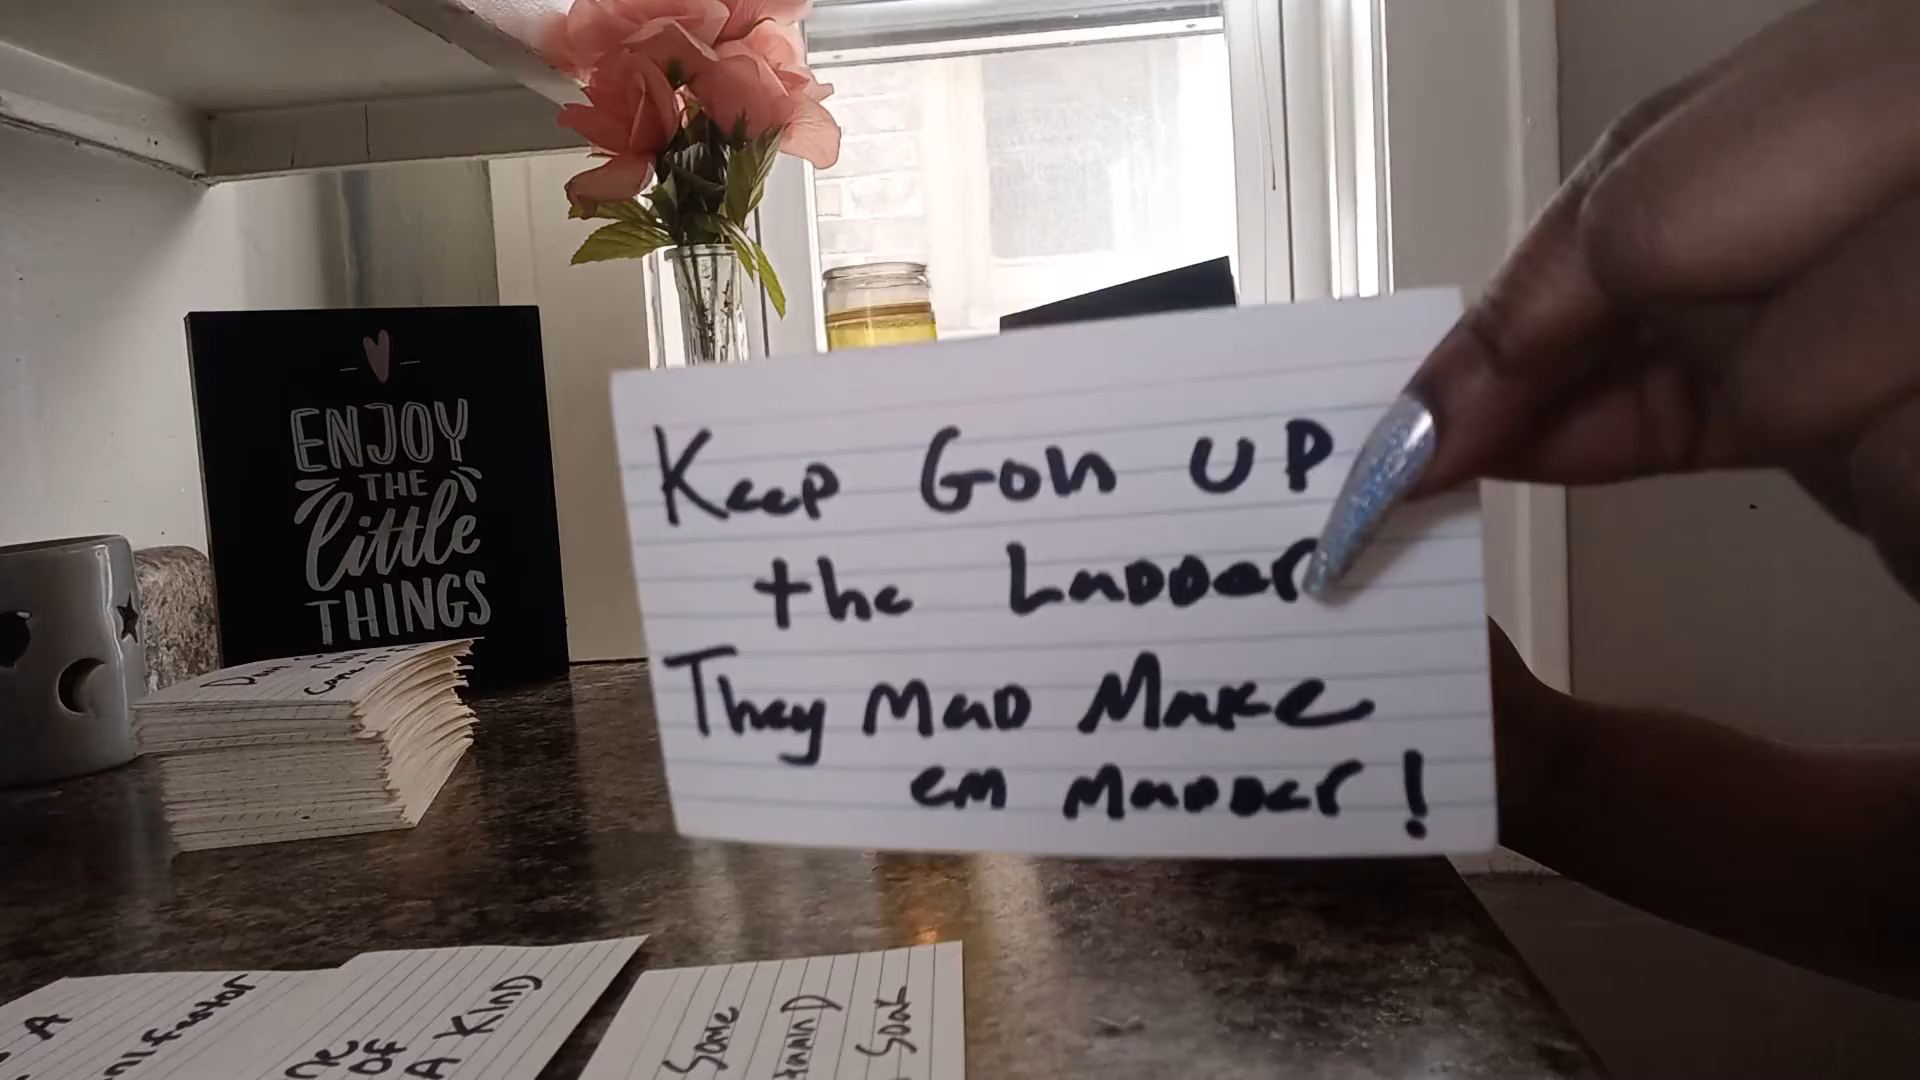 ENJOY
THE
little
THINGS
Keep Goin UP
the Ladder
They Mad Make
em Madder!
A
A KIND
OF
Some